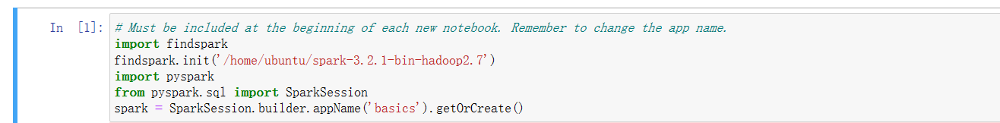 In [1]: # Must be included at the beginning of each new notebook. Remember to change the app name.
import findspark
findspark.init('/home/ubuntu/spark-3.2.1-bin-hadoop2.7')
import pyspark
from pyspark.sql import SparkSession
spark = SparkSession.builder.appName('basics').getOrCreate()